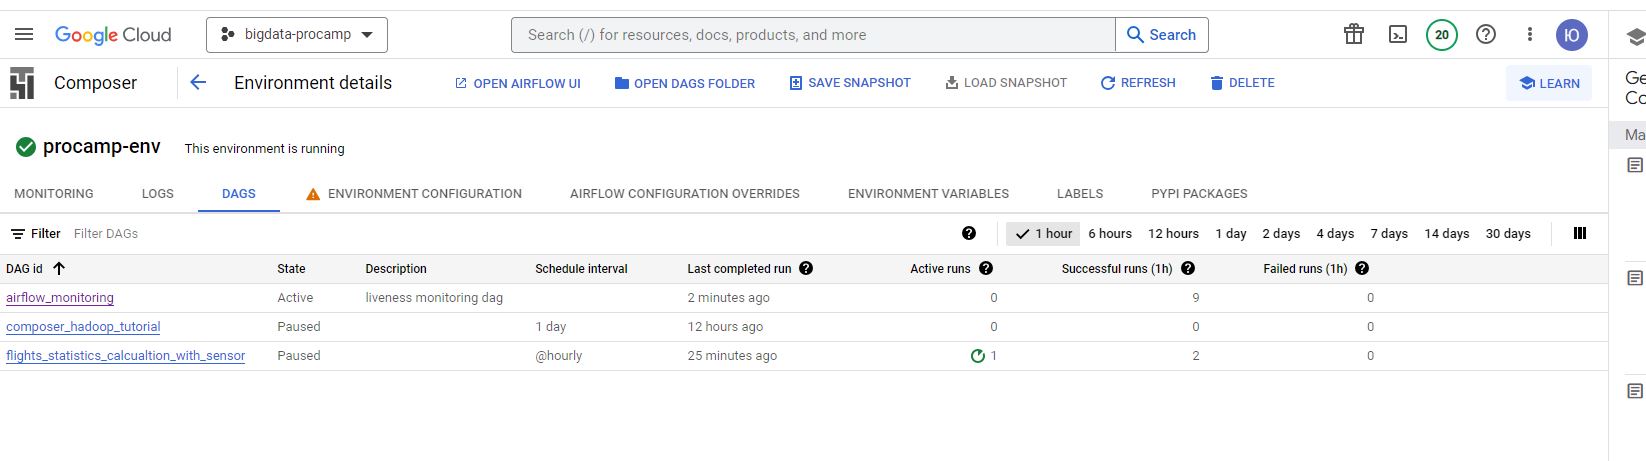 Google Cloud bigdata-procamp Search (/) for resources, docs, products, and more Search 20 Ю
Composer Environment details OPEN AIRFLOW UI OPEN DAGS FOLDER SAVE SNAPSHOT LOAD SNAPSHOT REFRESH DELETE LEARN
Ge
Co
Ma
procamp-env This environment is running
MONITORING LOGS DAGS ENVIRONMENT CONFIGURATION AIRFLOW CONFIGURATION OVERRIDES ENVIRONMENT VARIABLES LABELS PYPI PACKAGES
Filter Filter DAGs 1 hour 6 hours 12 hours 1 day 2 days 4 days 7 days 14 days 30 days
DAG id State Description Schedule interval Last completed run Active runs Successful runs (1h) Failed runs (1h)
airflow_monitoring Active liveness monitoring dag 2 minutes ago 0 9 0
composer_hadoop_tutorial Paused 1 day 12 hours ago 0 0 0
flights_statistics_calcualtion_with_sensor Paused @hourly 25 minutes ago 1 2 0